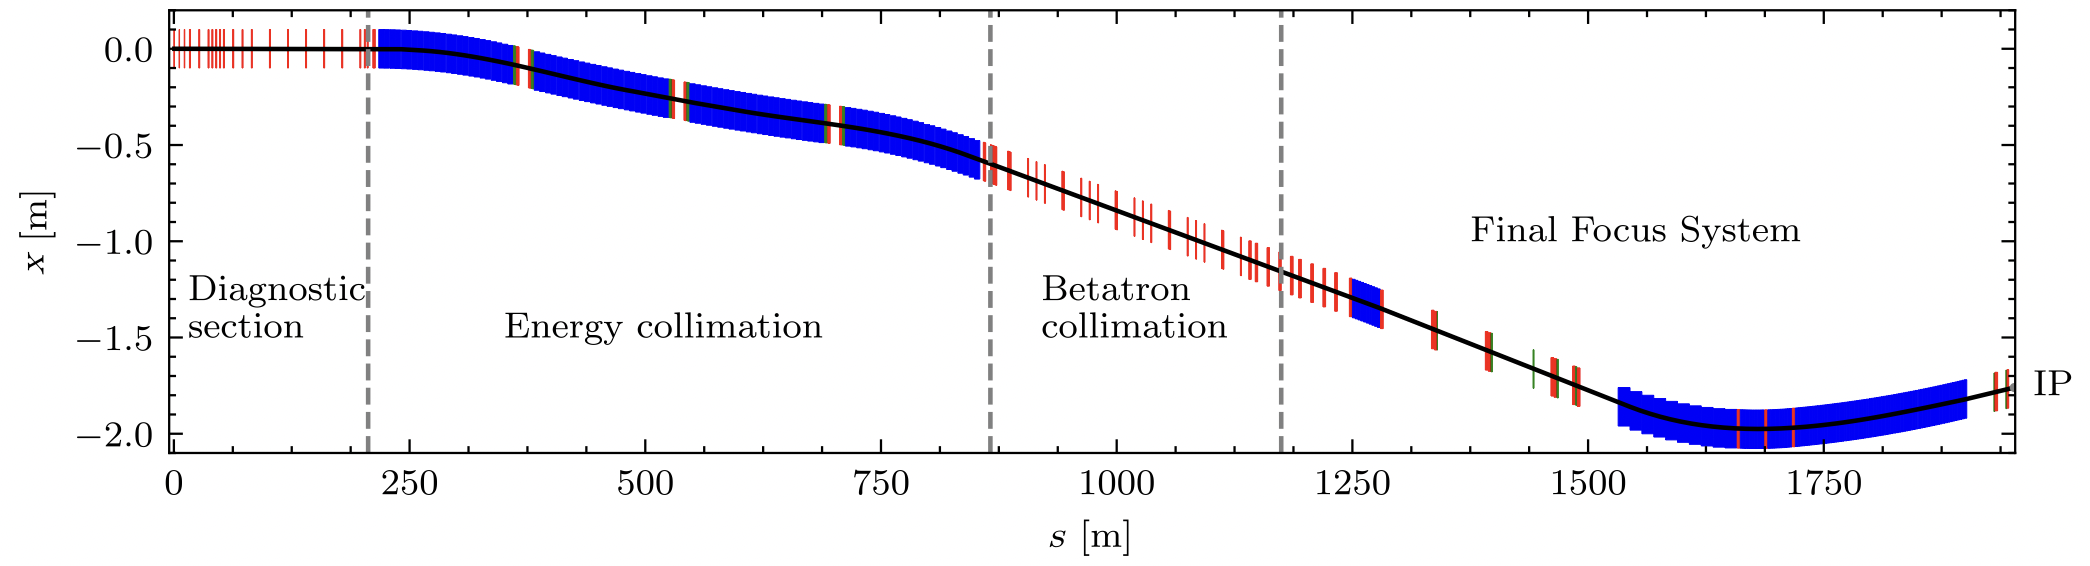 0.0
−0.5
−1.0
−1.5
−2.0
x [m]
Diagnostic
section
Energy collimation
Betatron
collimation
Final Focus System
IP
0 250 500 750 1000 1250 1500 1750
s [m]